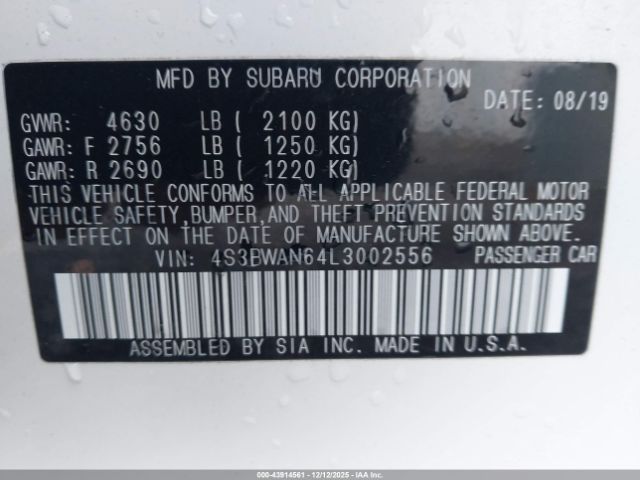 MFD BY SUBARU CORPORATION
DATE: 08/19
GVWR: 4630 LB ( 2100 KG)
GAWR: F 2756 LB ( 1250 KG)
GAWR: R 2690 LB ( 1220 KG)
THIS VEHICLE CONFORMS TO ALL APPLICABLE FEDERAL MOTOR
VEHICLE SAFETY, BUMPER, AND THEFT PREVENTION STANDARDS
IN EFFECT ON THE DATE OF MANUFACTURE SHOWN ABOVE.
VIN: 4S3BWAN64L3002556 PASSENGER CAR
ASSEMBLED BY SIA INC. MADE IN U.S.A.
000-43914561 - 12/12/2025 - COPYRIGHT IAA